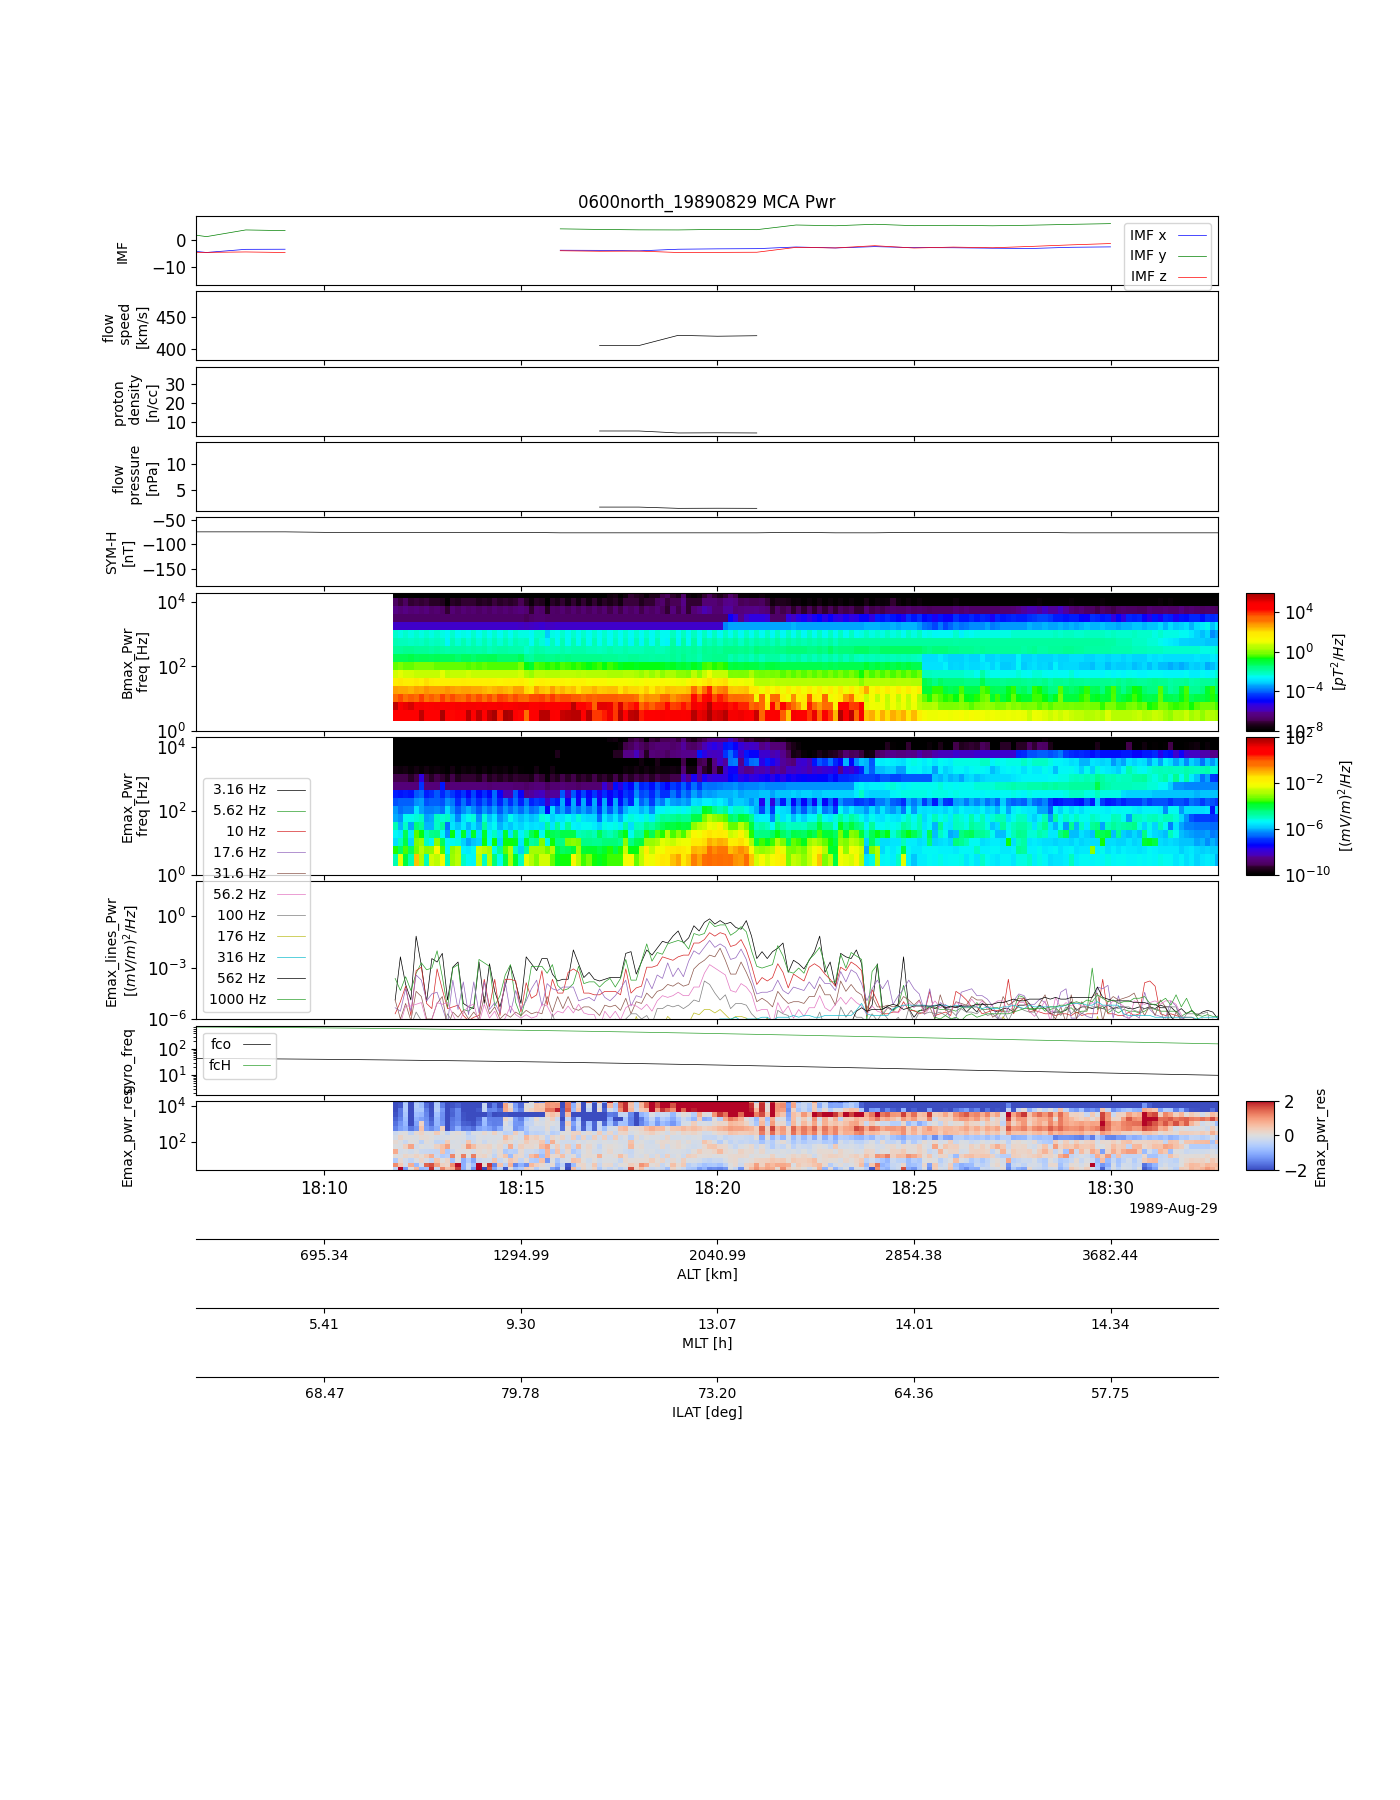 0600north_19890829 MCA Pwr
IMF
0
−10
IMF x
IMF y
IMF z
flow
speed
[km/s]
450
400
proton
density
[n/cc]
30
20
10
flow
pressure
[nPa]
10
5
SYM-H
[nT]
−50
−100
−150
Bmax_Pwr
freq [Hz]
10^4
10^2
10^0
10^4
10^0
10^−4
10^−8
[pT^2/Hz]
Emax_Pwr
freq [Hz]
10^4
10^2
10^0
10^2
10^−2
10^−6
10^−10
[(mV/m)^2/Hz]
3.16 Hz
5.62 Hz
10 Hz
17.6 Hz
31.6 Hz
56.2 Hz
100 Hz
176 Hz
316 Hz
562 Hz
1000 Hz
Emax_lines_Pwr
[(mV/m)^2/Hz]
10^0
10^−3
10^−6
gyro_freq
10^2
10^1
fco
fcH
Emax_pwr_res
10^4
10^2
2
0
−2
Emax_pwr_res
18:10 18:15 18:20 18:25 18:30
1989-Aug-29
695.34 1294.99 2040.99 2854.38 3682.44
ALT [km]
5.41 9.30 13.07 14.01 14.34
MLT [h]
68.47 79.78 73.20 64.36 57.75
ILAT [deg]